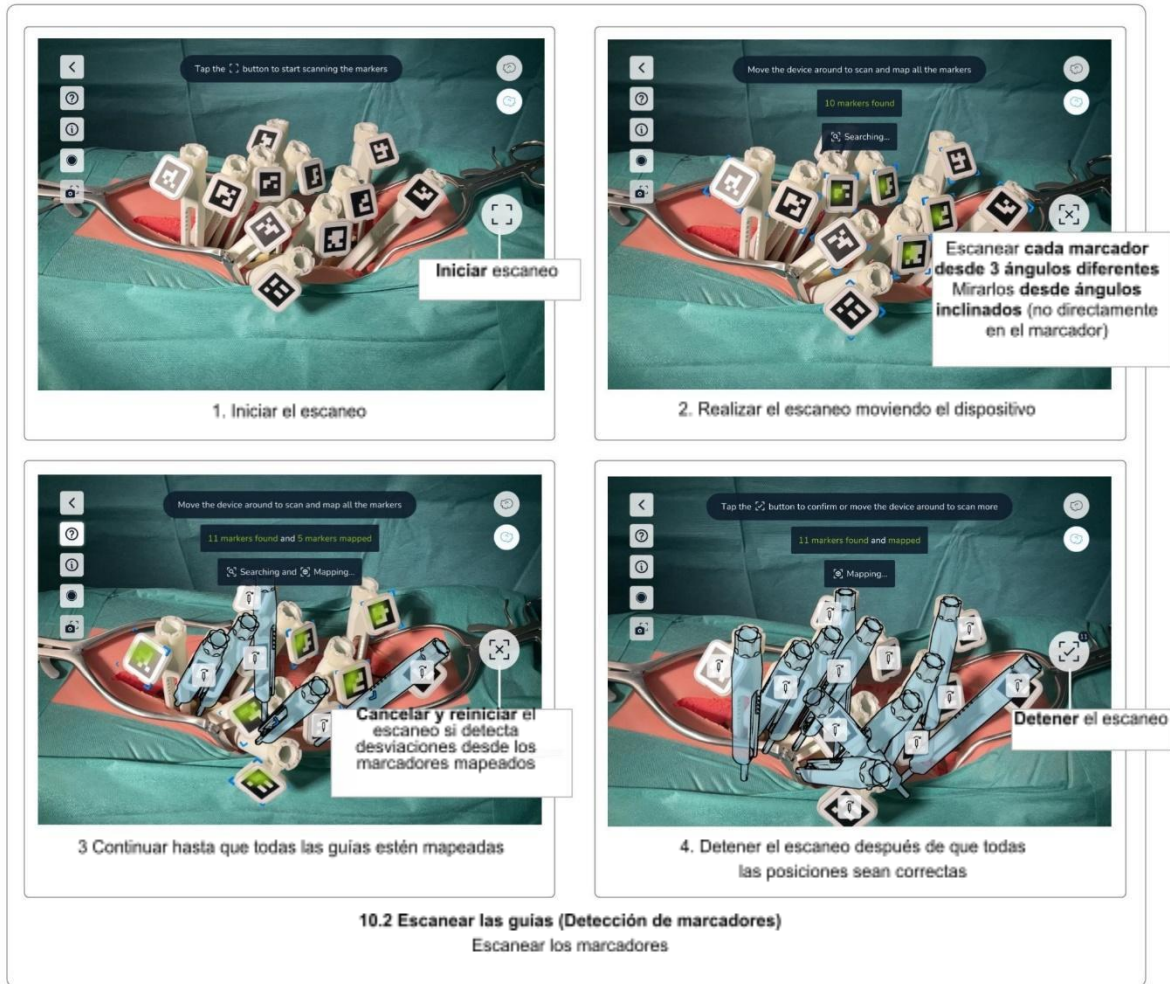 Tap the button to start scanning the markers
Iniciar escaneo
1. Iniciar el escaneo
Move the device around to scan and map all the markers
10 markers found
Searching...
Escanear cada marcador
desde 3 ángulos diferentes
Mirarlos desde ángulos
inclinados (no directamente
en el marcador)
2. Realizar el escaneo moviendo el dispositivo
Move the device around to scan and map all the markers
11 markers found and 5 markers mapped
Searching and Mapping...
Cancelar y reiniciar el
escaneo si detecta
desviaciones desde los
marcadores mapeados
3 Continuar hasta que todas las guías estén mapeadas
Tap the button to confirm or move the device around to scan more
11 markers found and mapped
Mapping...
11
Detener el escaneo
4. Detener el escaneo después de que todas
las posiciones sean correctas
10.2 Escanear las guías (Detección de marcadores)
Escanear los marcadores